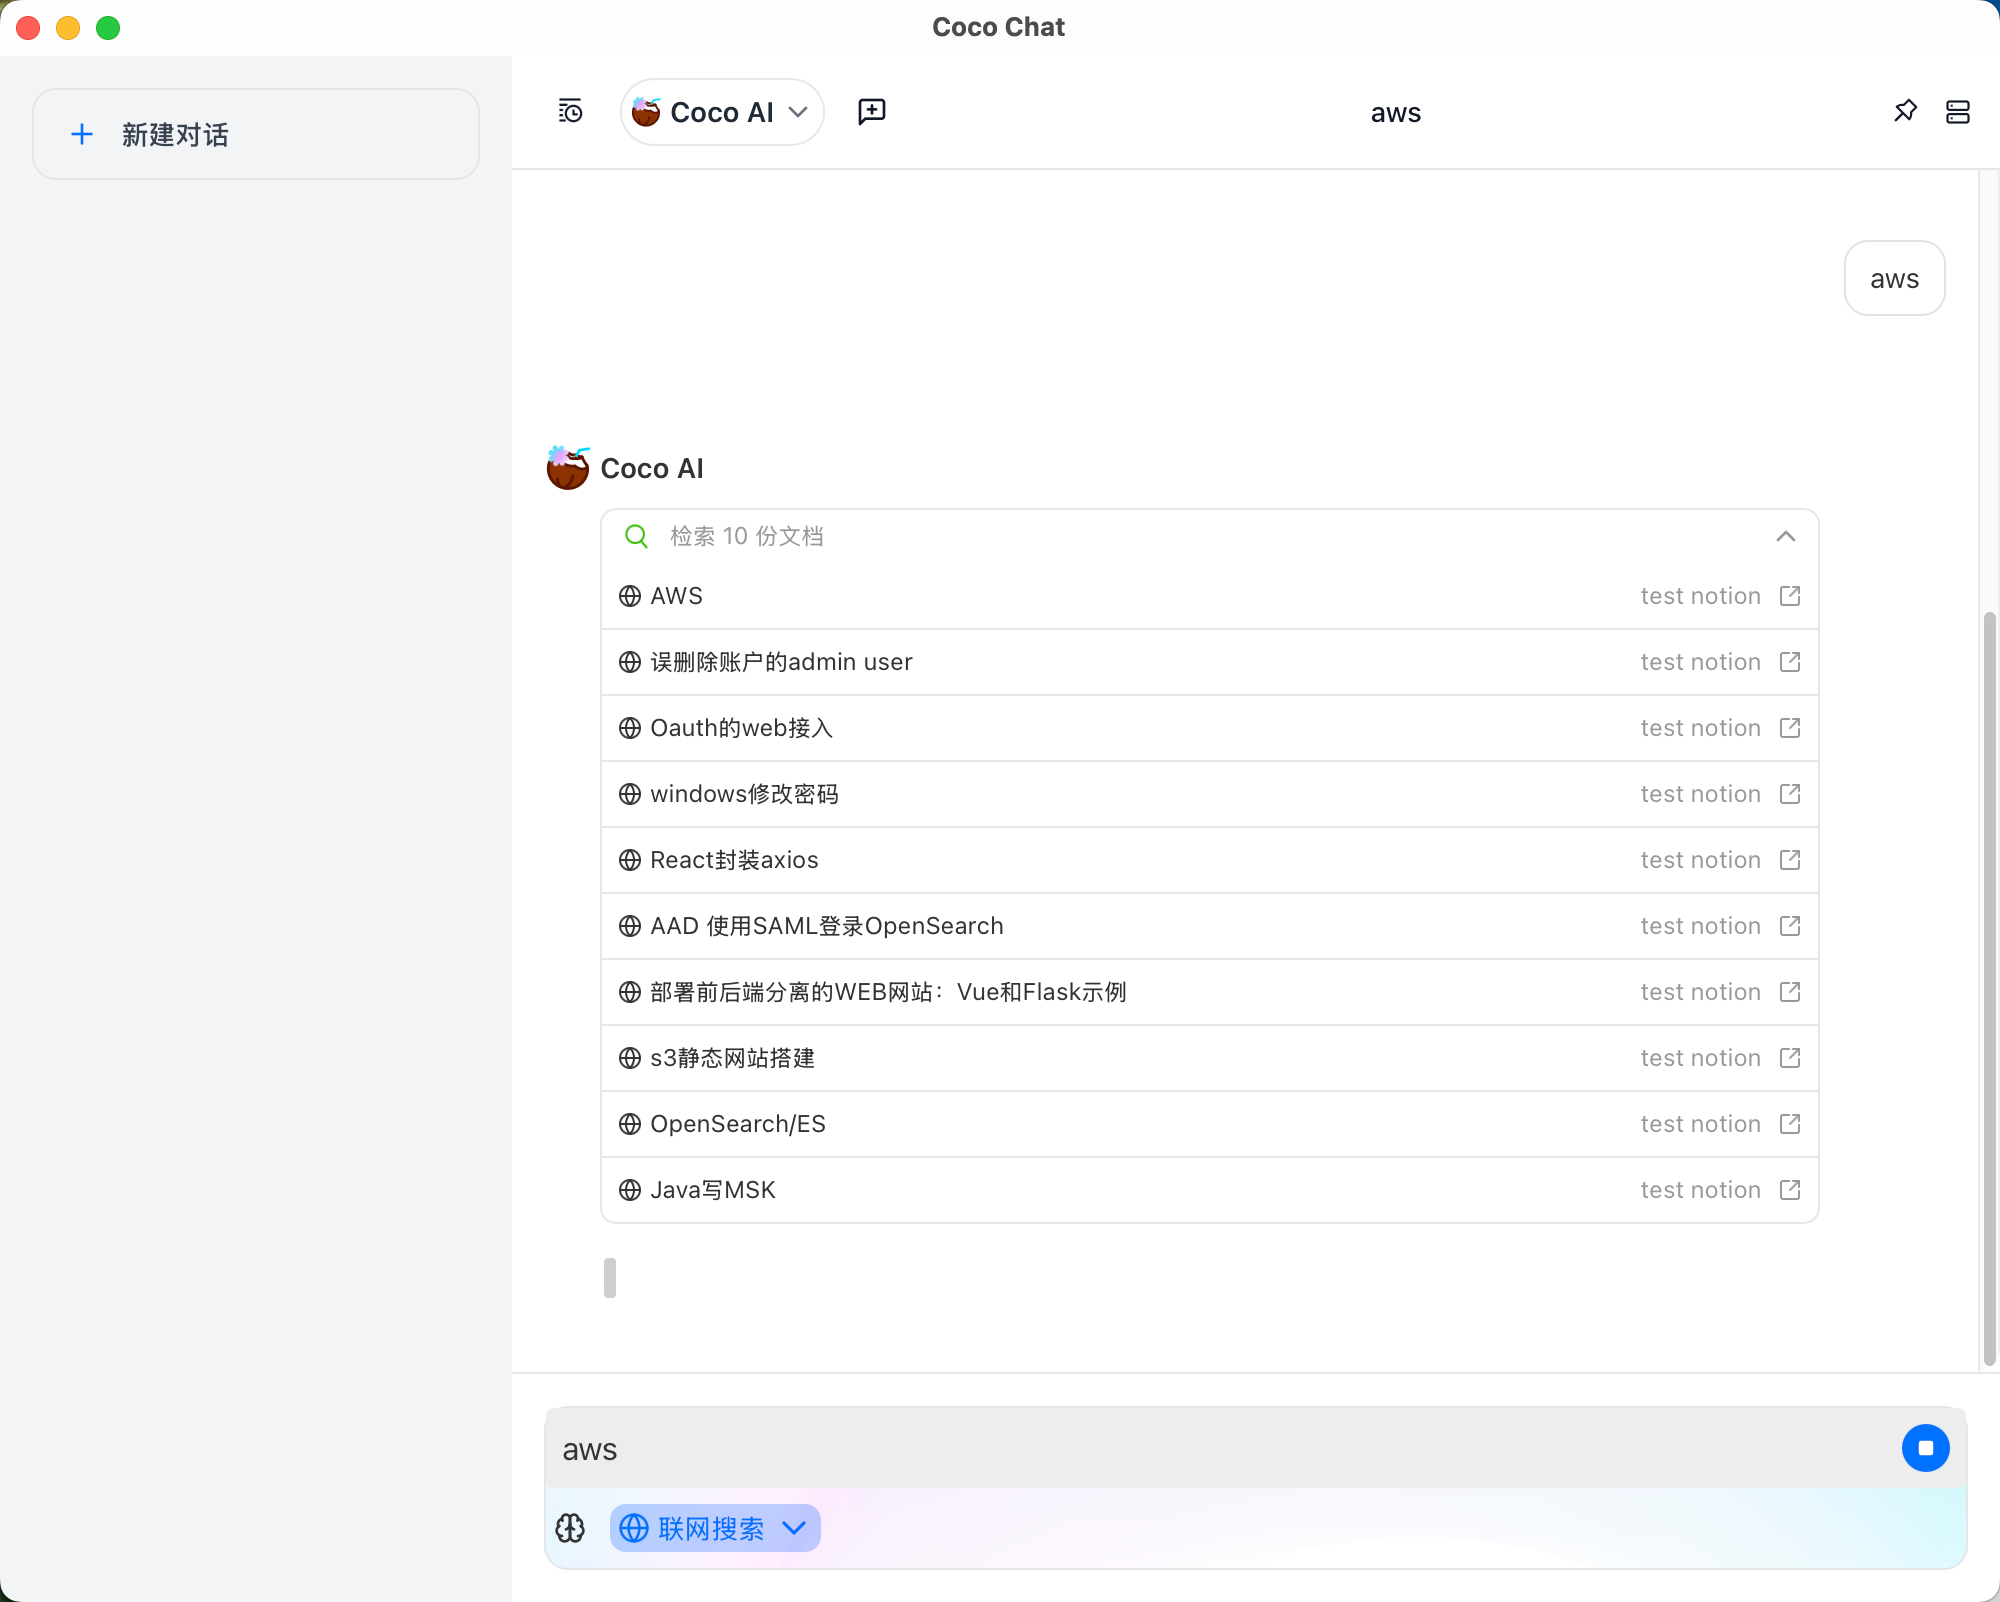 Coco Chat
新建对话
Coco AI
aws
aws
Coco AI
检索 10 份文档
AWS test notion
误删除账户的admin user test notion
Oauth的web接入 test notion
windows修改密码 test notion
React封装axios test notion
AAD 使用SAML登录OpenSearch test notion
部署前后端分离的WEB网站：Vue和Flask示例 test notion
s3静态网站搭建 test notion
OpenSearch/ES test notion
Java写MSK test notion
aws
联网搜索